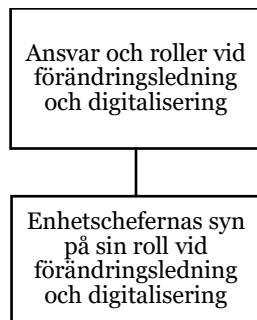 Ansvar och roller vid
förändringsledning
och digitalisering
Enhetschefernas syn
på sin roll vid
förändringsledning
och digitalisering